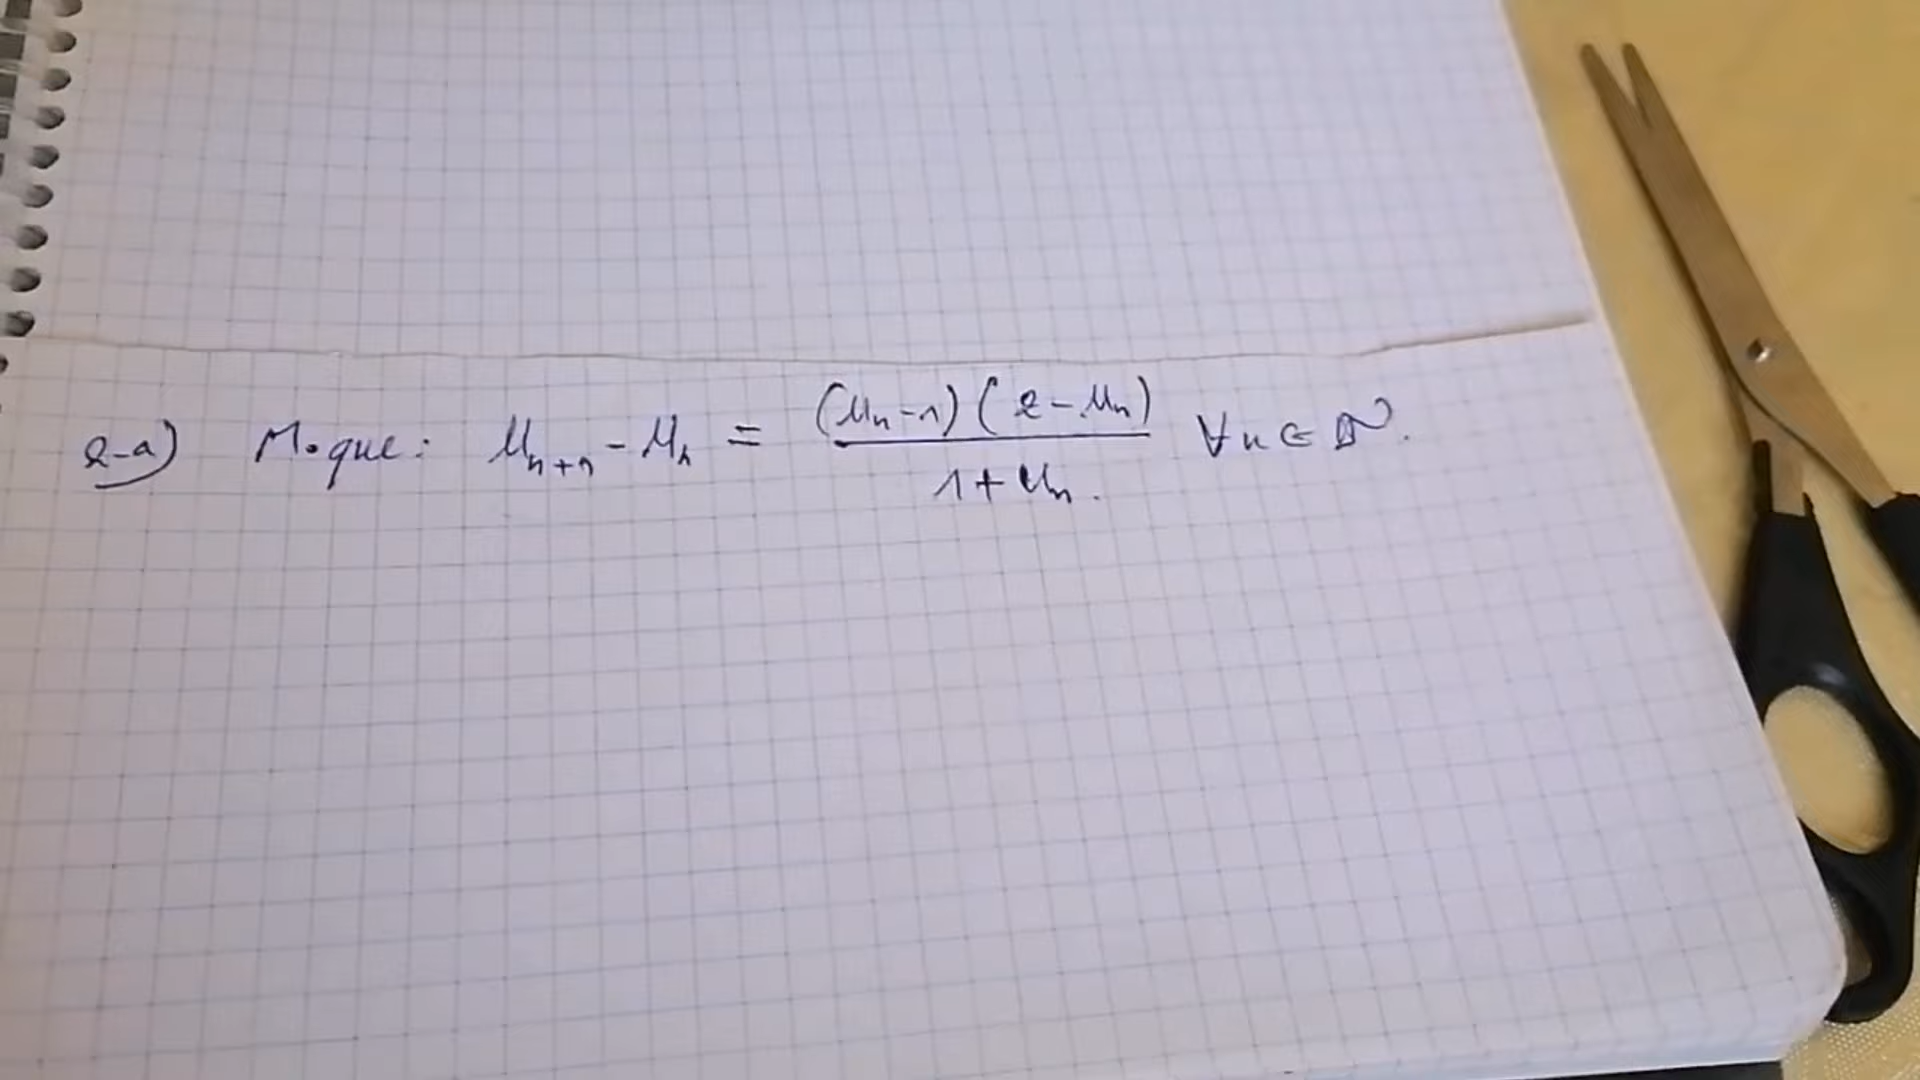 2-a) M.que: Uₙ₊₁ - Uₙ = (Uₙ-1)(2-Uₙ) / 1+Uₙ. ∀n∈ℕ.